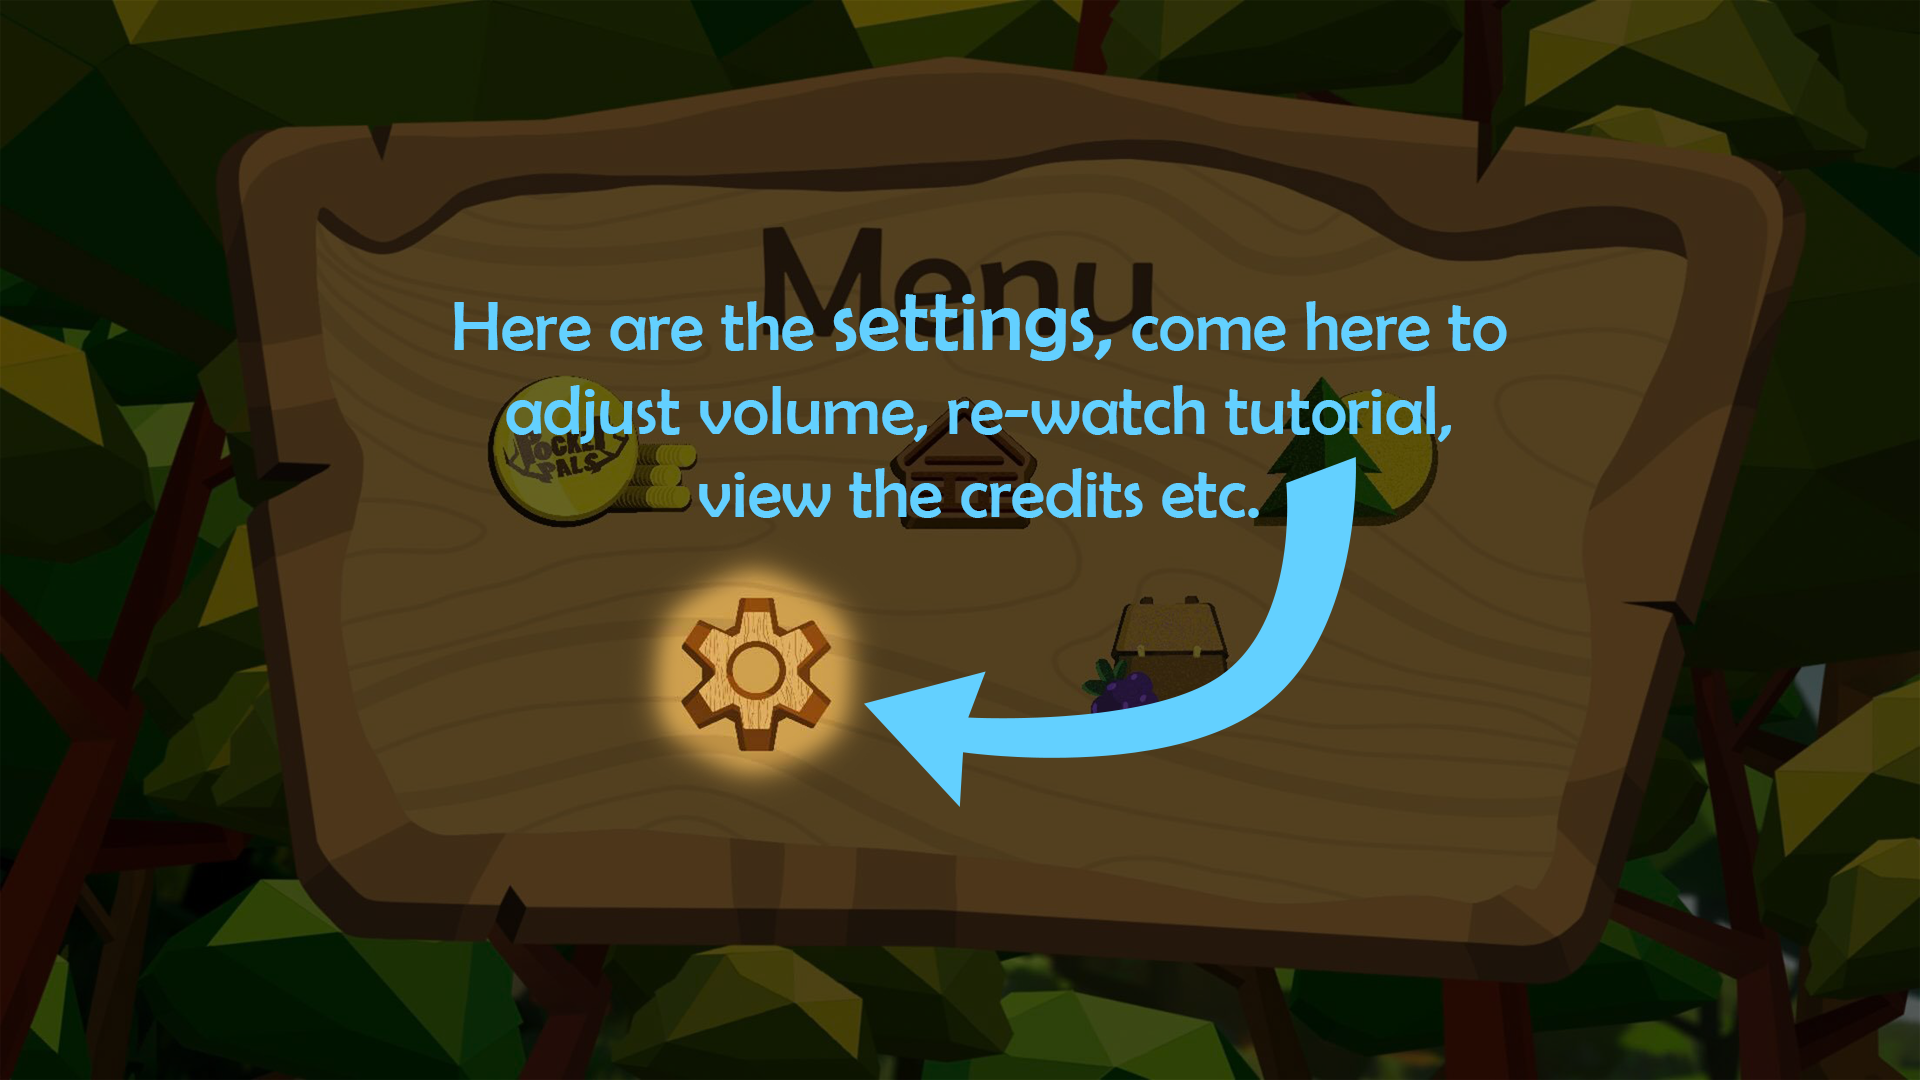 Menu
Here are the settings, come here to
adjust volume, re-watch tutorial,
view the credits etc.
POCKET
PALS